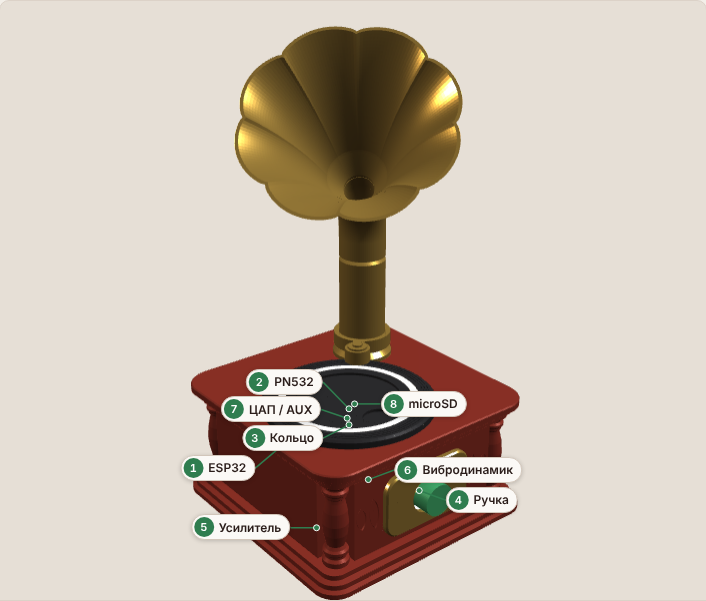 2 PN532
7 ЦАП / AUX
8 microSD
3 Кольцо
1 ESP32
6 Вибродинамик
4 Ручка
5 Усилитель